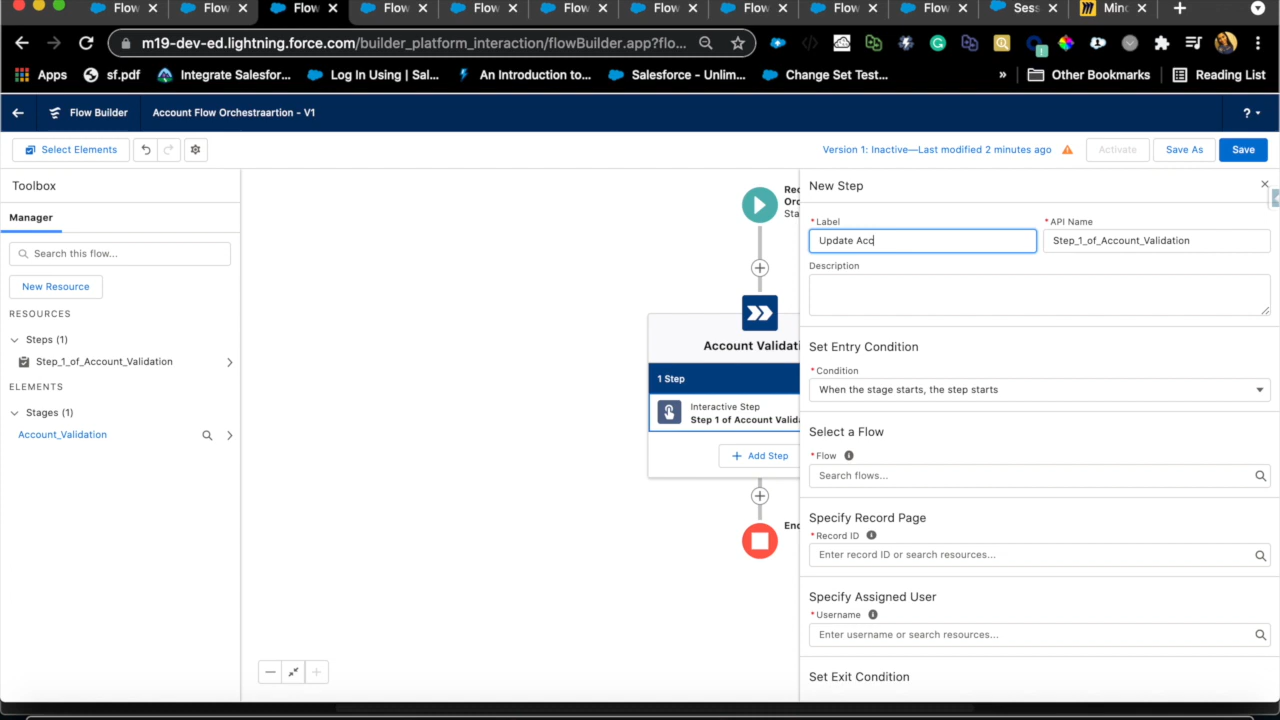 Flow
Flow
Flow
Flow
Flow
Flow
Flow
Flow
Flow
Flow
Flow
Sess
Minc
m19-dev-ed.lightning.force.com/builder_platform_interaction/flowBuilder.app?flo...
Apps
sf.pdf
Integrate Salesfor...
Log In Using | Sal...
An Introduction to...
Salesforce - Unlim...
Change Set Test...
»
Other Bookmarks
Reading List
Flow Builder
Account Flow Orchestraartion - V1
?
Select Elements
Version 1: Inactive—Last modified 2 minutes ago
Activate
Save As
Save
Toolbox
Manager
Search this flow...
New Resource
RESOURCES
Steps (1)
Step_1_of_Account_Validation
ELEMENTS
Stages (1)
Account_Validation
Rec
Orc
Sta
Account Validati
1 Step
Interactive Step
Step 1 of Account Valida
+ Add Step
End
New Step
* Label
* API Name
Update Acc
Step_1_of_Account_Validation
Description
Set Entry Condition
* Condition
When the stage starts, the step starts
Select a Flow
* Flow
Search flows...
Specify Record Page
* Record ID
Enter record ID or search resources...
Specify Assigned User
* Username
Enter username or search resources...
Set Exit Condition